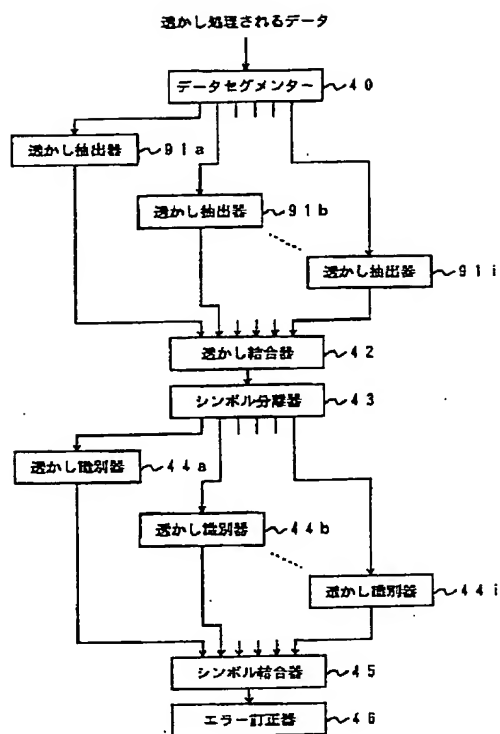 透かし処理されるデータ
データセグメンター 40
透かし抽出器 91a
透かし抽出器 91b
透かし抽出器 91i
透かし結合器 42
シンボル分離器 43
透かし識別器 44a
透かし識別器 44b
透かし識別器 44i
シンボル結合器 45
エラー訂正器 46